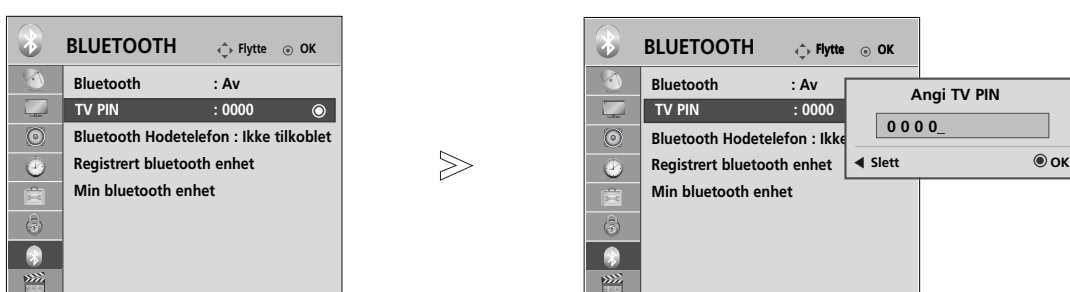 BLUETOOTH Flytte OK
Bluetooth : Av
TV PIN : 0000
Bluetooth Hodetelefon : Ikke tilkoblet
Registrert bluetooth enhet
Min bluetooth enhet
BLUETOOTH Flytte OK
Bluetooth : Av
TV PIN : 0000
Bluetooth Hodetelefon : Ikke
Registrert bluetooth enhet
Min bluetooth enhet
Angi TV PIN
0 0 0 0_
Slett OK